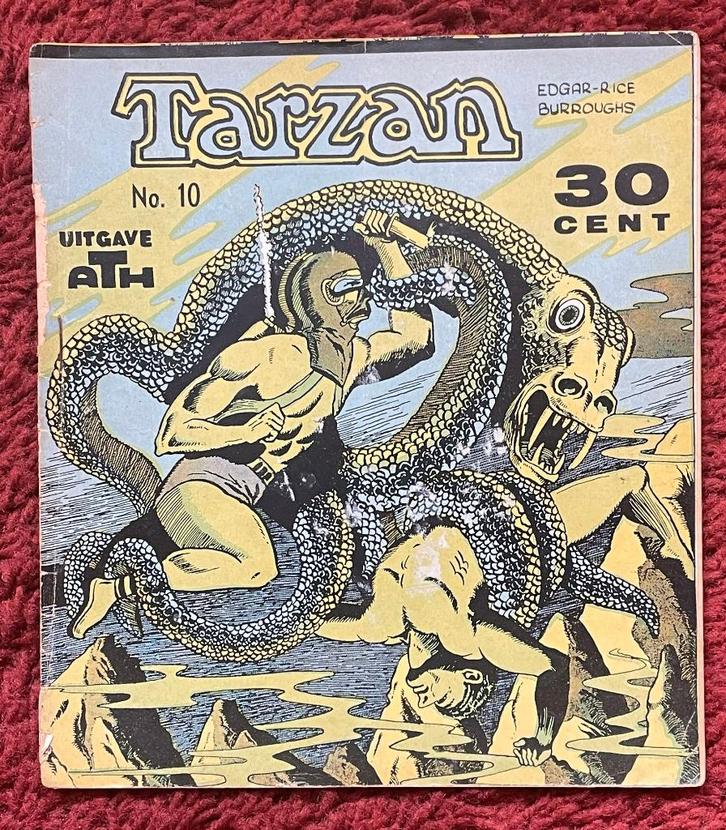 Tarzan
EDGAR-RICE
BURROUGHS
No. 10
30
CENT
UITGAVE
ATH